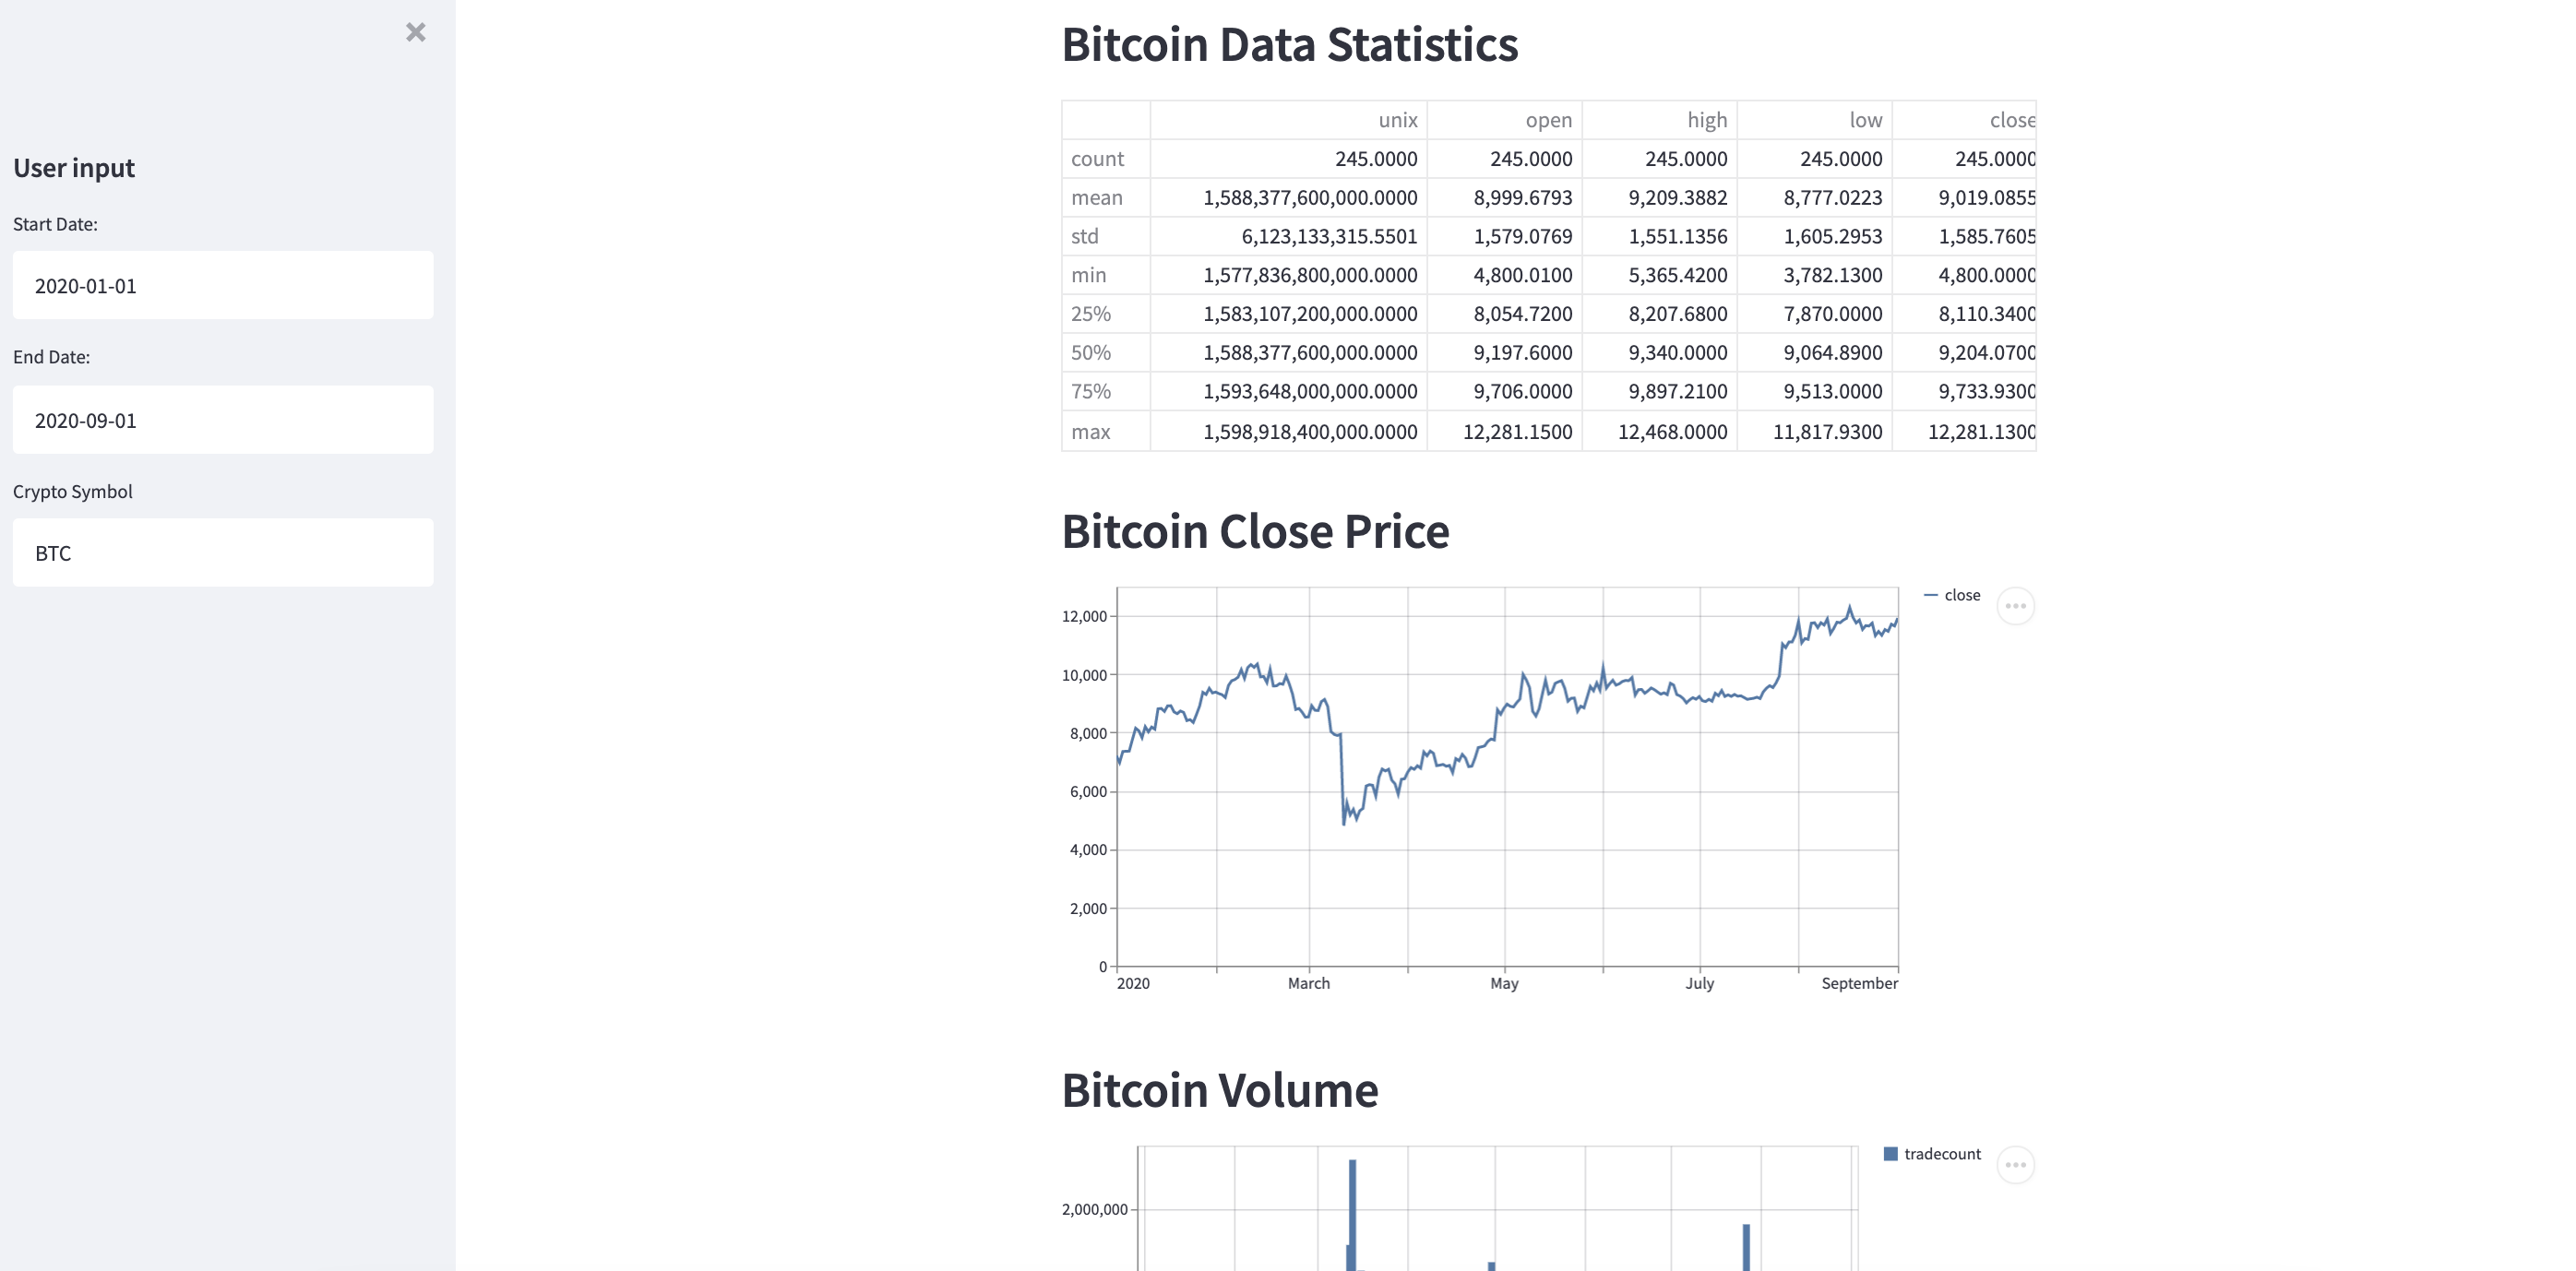 User input
Start Date:
2020-01-01
End Date:
2020-09-01
Crypto Symbol
BTC
Bitcoin Data Statistics
unix open high low close
count 245.0000 245.0000 245.0000 245.0000 245.0000
mean 1,588,377,600,000.0000 8,999.6793 9,209.3882 8,777.0223 9,019.0855
std 6,123,133,315.5501 1,579.0769 1,551.1356 1,605.2953 1,585.7605
min 1,577,836,800,000.0000 4,800.0100 5,365.4200 3,782.1300 4,800.0000
25% 1,583,107,200,000.0000 8,054.7200 8,207.6800 7,870.0000 8,110.3400
50% 1,588,377,600,000.0000 9,197.6000 9,340.0000 9,064.8900 9,204.0700
75% 1,593,648,000,000.0000 9,706.0000 9,897.2100 9,513.0000 9,733.9300
max 1,598,918,400,000.0000 12,281.1500 12,468.0000 11,817.9300 12,281.1300
Bitcoin Close Price
close
12,000
10,000
8,000
6,000
4,000
2,000
0
2020 March May July September
Bitcoin Volume
tradecount
2,000,000